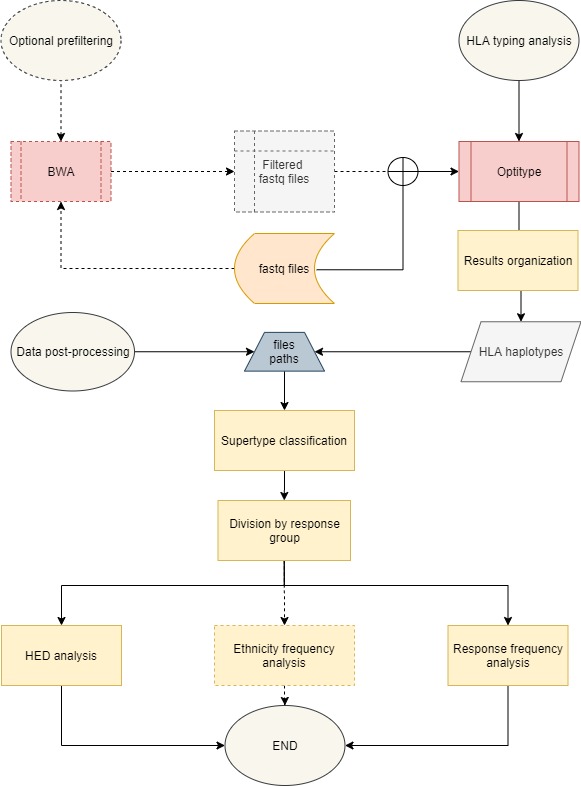 Optional prefiltering
HLA typing analysis
BWA
Filtered
fastq files
Optitype
fastq files
Results organization
Data post-processing
files
paths
HLA haplotypes
Supertype classification
Division by response
group
HED analysis
Ethnicity frequency
analysis
Response frequency
analysis
END